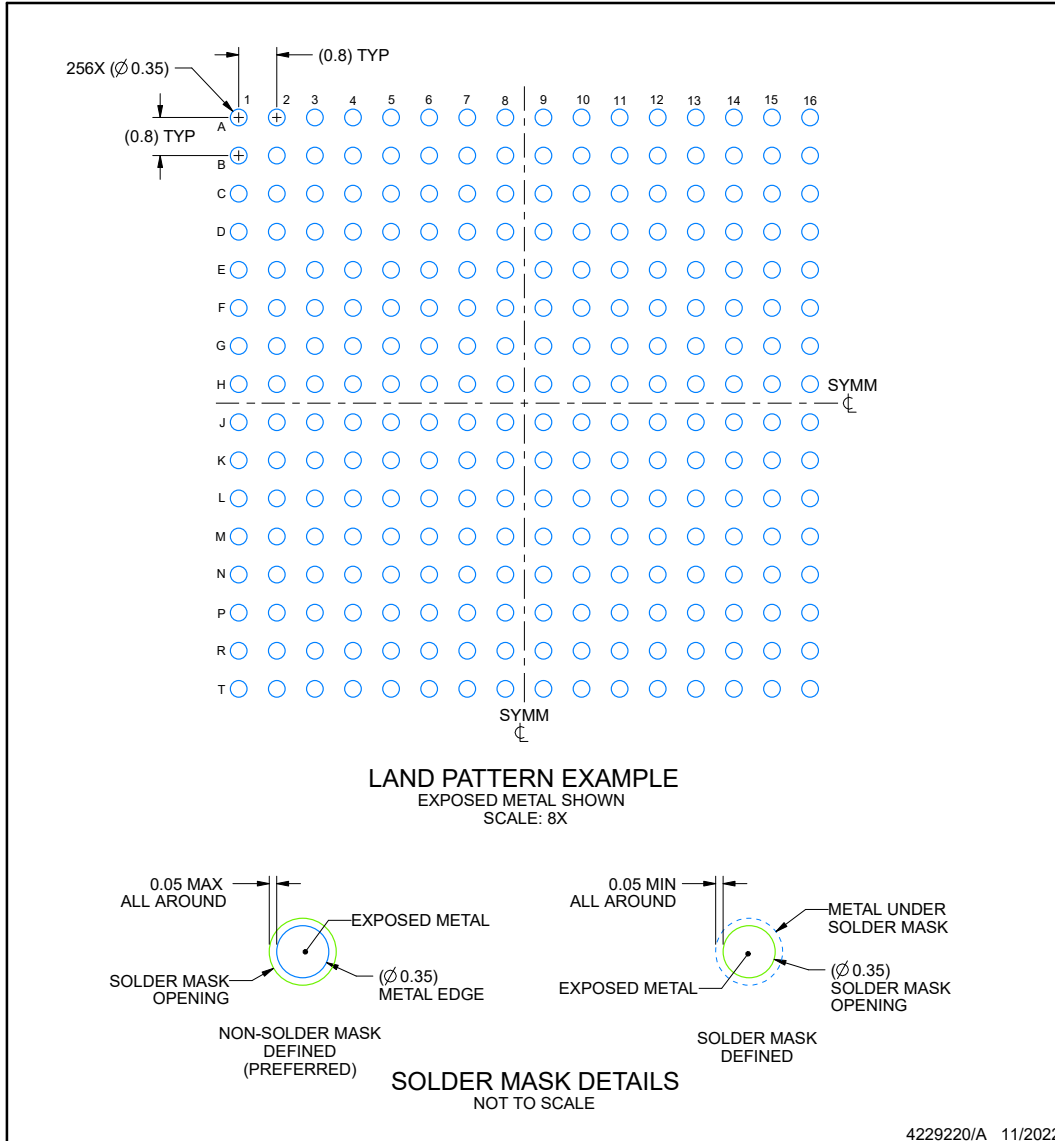 (0.8) TYP
256X (∅ 0.35)
1 2 3 4 5 6 7 8 9 10 11 12 13 14 15 16
A
(0.8) TYP
B
C
D
E
F
G
H
SYMM
℄
J
K
L
M
N
P
R
T
SYMM
℄
LAND PATTERN EXAMPLE
EXPOSED METAL SHOWN
SCALE: 8X
0.05 MAX
ALL AROUND
EXPOSED METAL
SOLDER MASK
OPENING
(∅ 0.35)
METAL EDGE
NON-SOLDER MASK
DEFINED
(PREFERRED)
0.05 MIN
ALL AROUND
METAL UNDER
SOLDER MASK
EXPOSED METAL
(∅ 0.35)
SOLDER MASK
OPENING
SOLDER MASK
DEFINED
SOLDER MASK DETAILS
NOT TO SCALE
4229220/A 11/2022